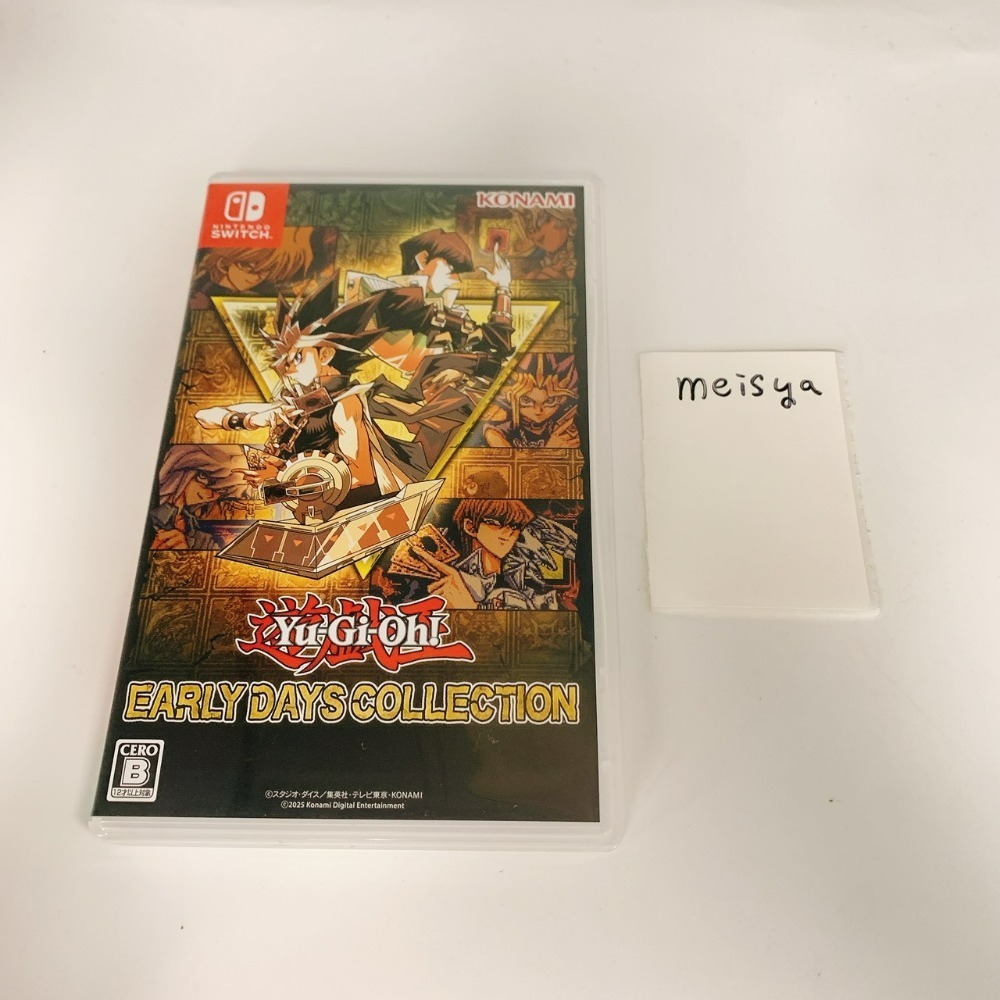 NINTENDO
SWITCH™
KONAMI
meisya
遊戯王
Yu-Gi-Oh!
EARLY DAYS COLLECTION
CERO
B
12才以上対象
©スタジオ・ダイス/集英社・テレビ東京・KONAMI
©2025 Konami Digital Entertainment